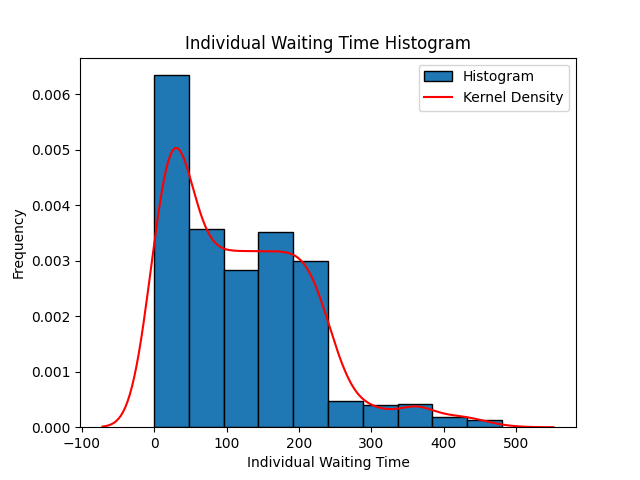 Individual Waiting Time Histogram
Histogram
Kernel Density
Frequency
0.006
0.005
0.004
0.003
0.002
0.001
0.000
−100 0 100 200 300 400 500
Individual Waiting Time